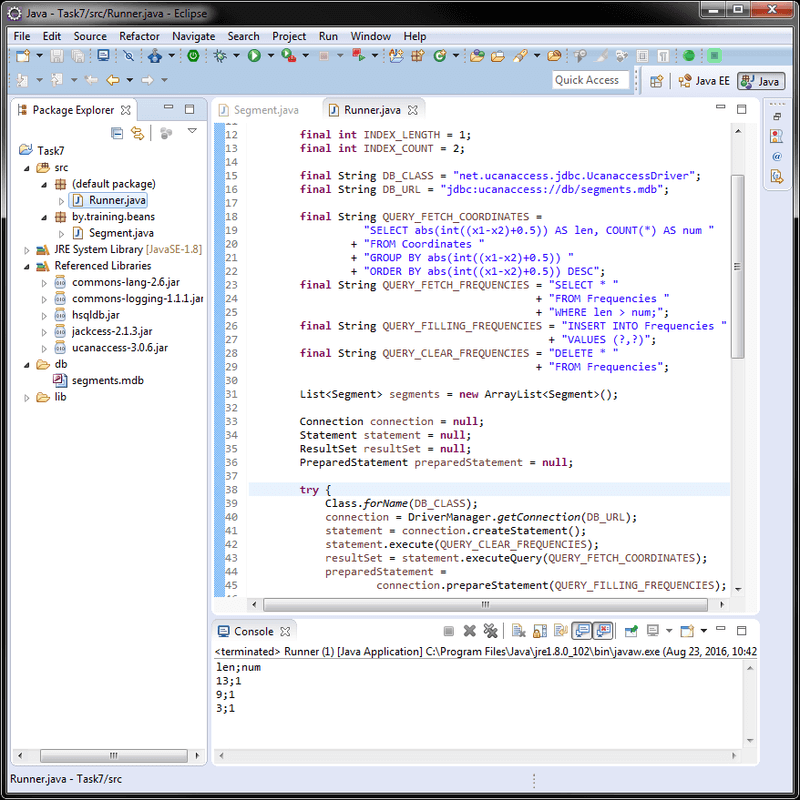 Java - Task7/src/Runner.java - Eclipse
File Edit Source Refactor Navigate Search Project Run Window Help
Quick Access Java EE Java
Package Explorer
Task7
src
(default package)
Runner.java
by.training.beans
Segment.java
JRE System Library [JavaSE-1.8]
Referenced Libraries
commons-lang-2.6.jar
commons-logging-1.1.1.jar
hsqldb.jar
jackcess-2.1.3.jar
ucanaccess-3.0.6.jar
db
segments.mdb
lib
Segment.java Runner.java
12 final int INDEX_LENGTH = 1;
13 final int INDEX_COUNT = 2;
14
15 final String DB_CLASS = "net.ucanaccess.jdbc.UcanaccessDriver";
16 final String DB_URL = "jdbc:ucanaccess://db/segments.mdb";
17
18 final String QUERY_FETCH_COORDINATES =
19 "SELECT abs(int((x1-x2)+0.5)) AS len, COUNT(*) AS num "
20 + "FROM Coordinates "
21 + "GROUP BY abs(int((x1-x2)+0.5)) "
22 + "ORDER BY abs(int((x1-x2)+0.5)) DESC";
23 final String QUERY_FETCH_FREQUENCIES = "SELECT * "
24 + "FROM Frequencies "
25 + "WHERE len > num;";
26 final String QUERY_FILLING_FREQUENCIES = "INSERT INTO Frequencies "
27 + "VALUES (?,?)";
28 final String QUERY_CLEAR_FREQUENCIES = "DELETE * "
29 + "FROM Frequencies";
30
31 List<Segment> segments = new ArrayList<Segment>();
32
33 Connection connection = null;
34 Statement statement = null;
35 ResultSet resultSet = null;
36 PreparedStatement preparedStatement = null;
37
38 try {
39 Class.forName(DB_CLASS);
40 connection = DriverManager.getConnection(DB_URL);
41 statement = connection.createStatement();
42 statement.execute(QUERY_CLEAR_FREQUENCIES);
43 resultSet = statement.executeQuery(QUERY_FETCH_COORDINATES);
44 preparedStatement =
45 connection.prepareStatement(QUERY_FILLING_FREQUENCIES);
Console
<terminated> Runner (1) [Java Application] C:\Program Files\Java\jre1.8.0_102\bin\javaw.exe (Aug 23, 2016, 10:42
len;num
13;1
9;1
3;1
Runner.java - Task7/src